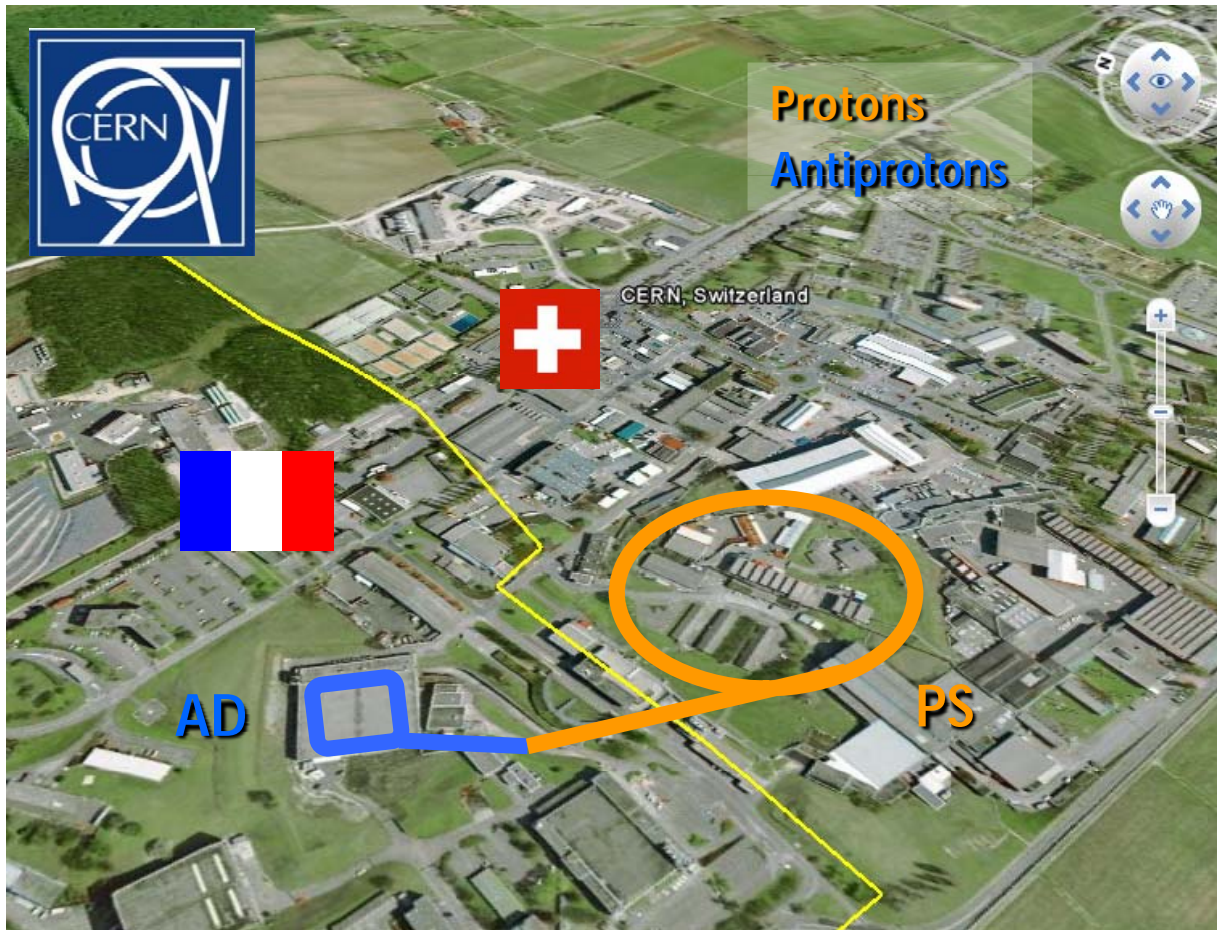 CERN
Protons
Antiprotons
N
CERN, Switzerland
AD
PS